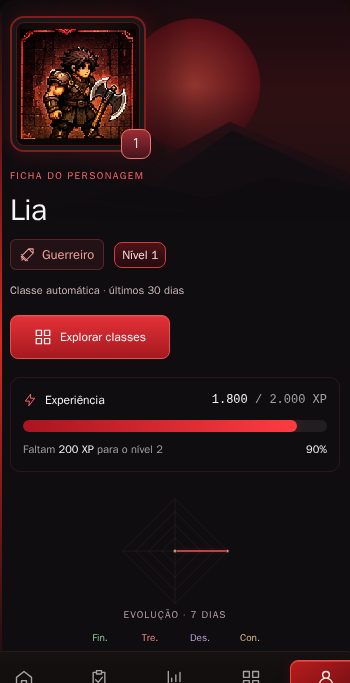 1
FICHA DO PERSONAGEM
Lia
Guerreiro
Nível 1
Classe automática · últimos 30 dias
Explorar classes
Experiência
1.800 / 2.000 XP
Faltam 200 XP para o nível 2
90%
EVOLUÇÃO · 7 DIAS
Fin. Tre. Des. Con.